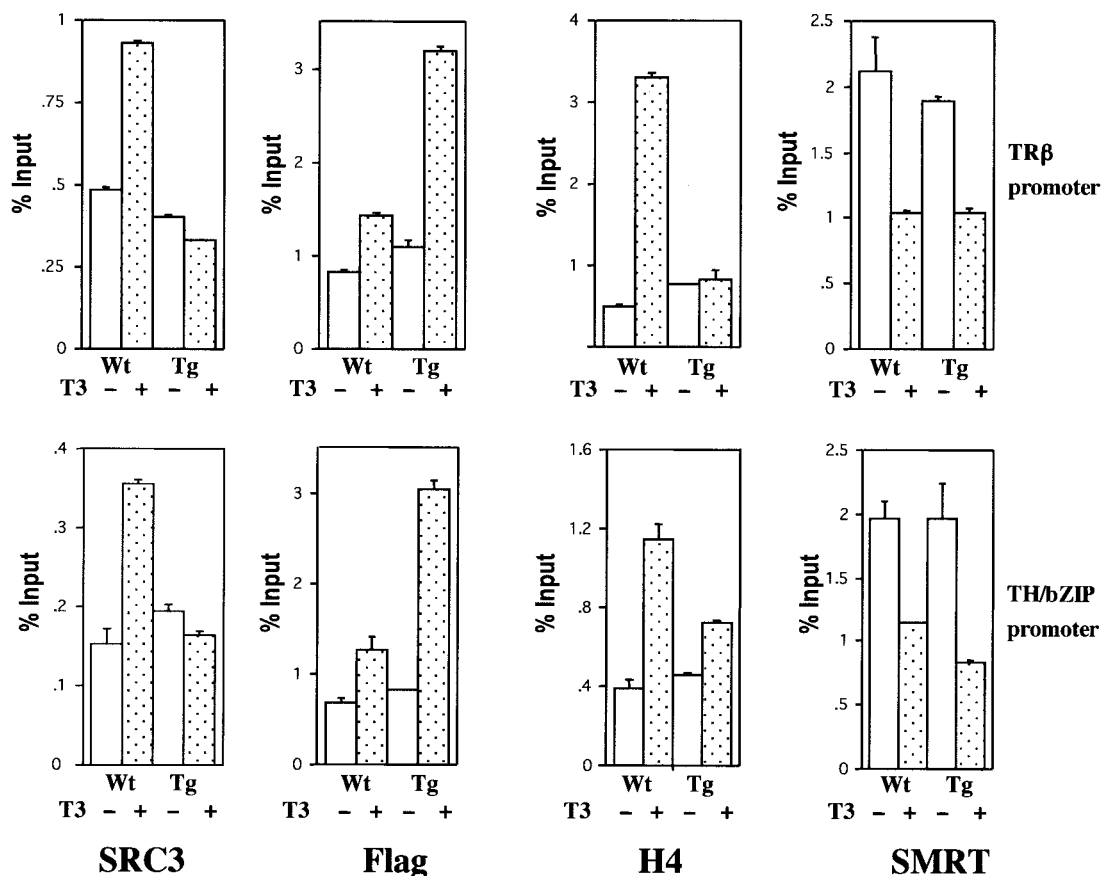 % Input
1
.75
.5
.25
0
Wt Tg
T3 – + – +
% Input
3
2
1
0
Wt Tg
– + – +
% Input
4
3
2
1
Wt Tg
T3 – + – +
% Input
2.5
2
1.5
1
.5
0
Wt Tg
– + – +
TRβ
promoter
% Input
.4
.3
.2
.1
0
Wt Tg
T3 – + – +
% Input
3
2
1
0
Wt Tg
– + – +
% Input
1.6
1.2
.8
.4
0
Wt Tg
T3 – + – +
% Input
2.5
2
1.5
1
.5
0
Wt Tg
– + – +
TH/bZIP
promoter
SRC3
Flag
H4
SMRT